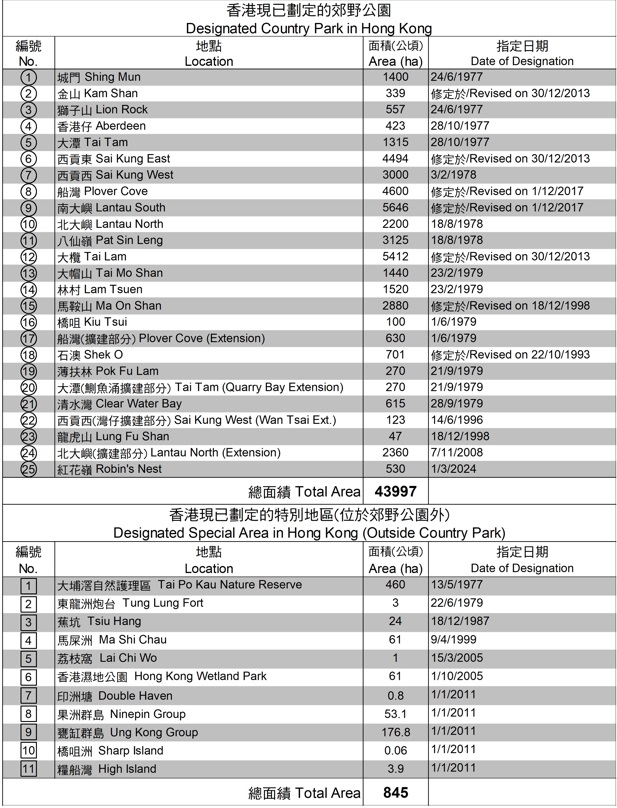 香港現已劃定的郊野公園
Designated Country Park in Hong Kong
編號 地點 面積(公頃) 指定日期
No. Location Area (ha) Date of Designation
1 城門 Shing Mun 1400 24/6/1977
2 金山 Kam Shan 339 修定於/Revised on 30/12/2013
3 獅子山 Lion Rock 557 24/6/1977
4 香港仔 Aberdeen 423 28/10/1977
5 大潭 Tai Tam 1315 28/10/1977
6 西貢東 Sai Kung East 4494 修定於/Revised on 30/12/2013
7 西貢西 Sai Kung West 3000 3/2/1978
8 船灣 Plover Cove 4600 修定於/Revised on 1/12/2017
9 南大嶼 Lantau South 5646 修定於/Revised on 1/12/2017
10 北大嶼 Lantau North 2200 18/8/1978
11 八仙嶺 Pat Sin Leng 3125 18/8/1978
12 大欖 Tai Lam 5412 修定於/Revised on 30/12/2013
13 大帽山 Tai Mo Shan 1440 23/2/1979
14 林村 Lam Tsuen 1520 23/2/1979
15 馬鞍山 Ma On Shan 2880 修定於/Revised on 18/12/1998
16 橋咀 Kiu Tsui 100 1/6/1979
17 船灣(擴建部分) Plover Cove (Extension) 630 1/6/1979
18 石澳 Shek O 701 修定於/Revised on 22/10/1993
19 薄扶林 Pok Fu Lam 270 21/9/1979
20 大潭(鰂魚涌擴建部分) Tai Tam (Quarry Bay Extension) 270 21/9/1979
21 清水灣 Clear Water Bay 615 28/9/1979
22 西貢西(灣仔擴建部分) Sai Kung West (Wan Tsai Ext.) 123 14/6/1996
23 龍虎山 Lung Fu Shan 47 18/12/1998
24 北大嶼(擴建部分) Lantau North (Extension) 2360 7/11/2008
25 紅花嶺 Robin's Nest 530 1/3/2024
總面績 Total Area 43997
香港現已劃定的特別地區(位於郊野公園外)
Designated Special Area in Hong Kong (Outside Country Park)
編號 地點 面積(公頃) 指定日期
No. Location Area (ha) Date of Designation
1 大埔滘自然護理區 Tai Po Kau Nature Reserve 460 13/5/1977
2 東龍洲炮台 Tung Lung Fort 3 22/6/1979
3 蕉坑 Tsiu Hang 24 18/12/1987
4 馬屎洲 Ma Shi Chau 61 9/4/1999
5 荔枝窩 Lai Chi Wo 1 15/3/2005
6 香港濕地公園 Hong Kong Wetland Park 61 1/10/2005
7 印洲塘 Double Haven 0.8 1/1/2011
8 果洲群島 Ninepin Group 53.1 1/1/2011
9 甕缸群島 Ung Kong Group 176.8 1/1/2011
10 橋咀洲 Sharp Island 0.06 1/1/2011
11 糧船灣 High Island 3.9 1/1/2011
總面績 Total Area 845